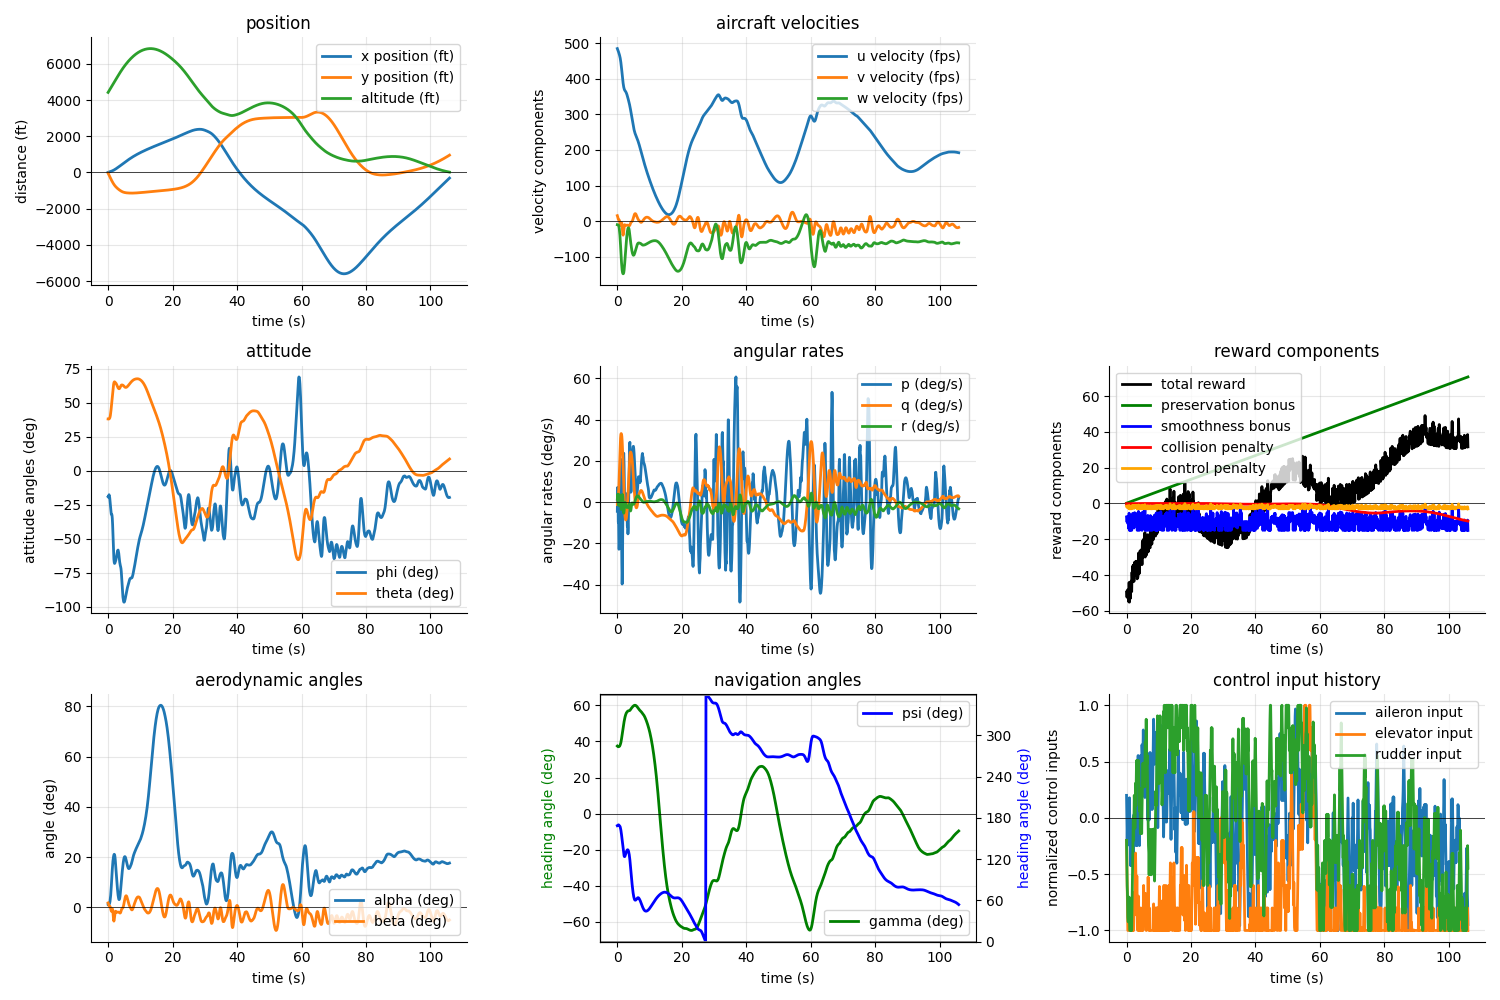 position
distance (ft)
6000
4000
2000
0
−2000
−4000
−6000
x position (ft)
y position (ft)
altitude (ft)
0 20 40 60 80 100
time (s)
aircraft velocities
velocity components
500
400
300
200
100
0
−100
u velocity (fps)
v velocity (fps)
w velocity (fps)
0 20 40 60 80 100
time (s)
attitude
attitude angles (deg)
75
50
25
0
−25
−50
−75
−100
phi (deg)
theta (deg)
0 20 40 60 80 100
time (s)
angular rates
angular rates (deg/s)
60
40
20
0
−20
−40
p (deg/s)
q (deg/s)
r (deg/s)
0 20 40 60 80 100
time (s)
reward components
reward components
60
40
20
0
−20
−40
−60
total reward
preservation bonus
smoothness bonus
collision penalty
control penalty
0 20 40 60 80 100
time (s)
aerodynamic angles
angle (deg)
80
60
40
20
0
alpha (deg)
beta (deg)
0 20 40 60 80 100
time (s)
navigation angles
heading angle (deg)
60
40
20
0
−20
−40
−60
psi (deg)
gamma (deg)
300
240
180
120
60
0
heading angle (deg)
0 20 40 60 80 100
time (s)
control input history
normalized control inputs
1.0
0.5
0.0
−0.5
−1.0
aileron input
elevator input
rudder input
0 20 40 60 80 100
time (s)